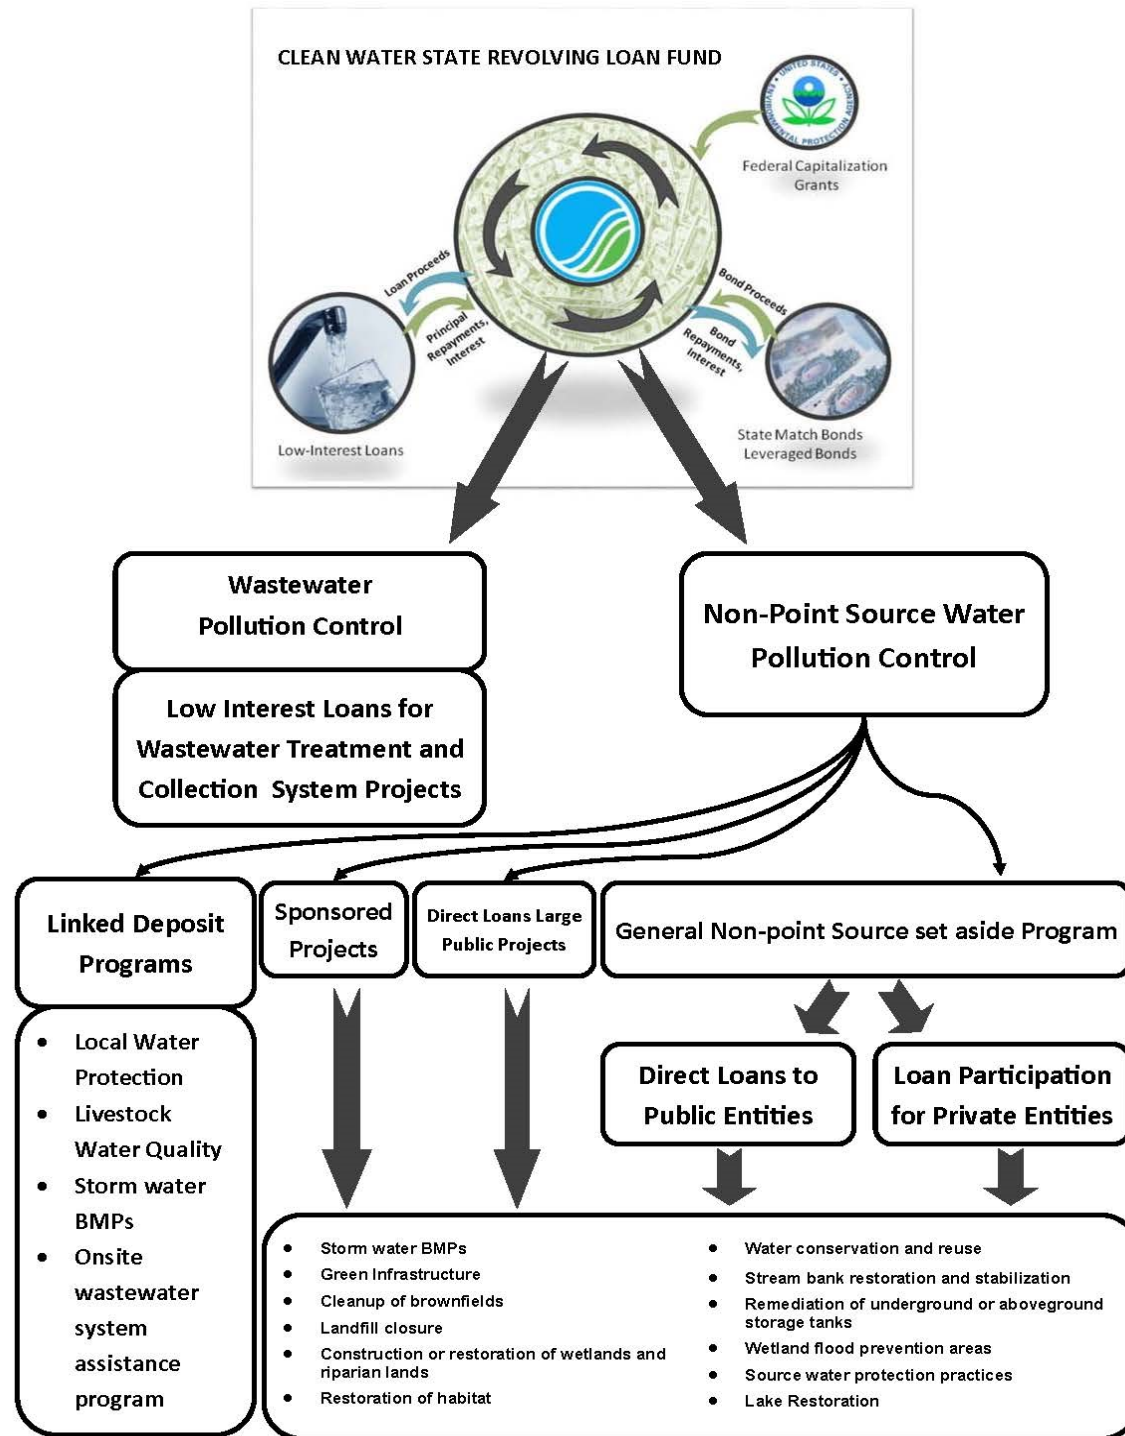 CLEAN WATER STATE REVOLVING LOAN FUND
UNITED STATES
ENVIRONMENTAL PROTECTION AGENCY
Federal Capitalization
Grants
Loan Proceeds
Principal
Repayments,
Interest
Bond Proceeds
Bond
Repayments,
Interest
Low-Interest Loans
State Match Bonds
Leveraged Bonds
Wastewater
Pollution Control
Low Interest Loans for
Wastewater Treatment and
Collection System Projects
Non-Point Source Water
Pollution Control
Linked Deposit
Programs
Sponsored
Projects
Direct Loans Large
Public Projects
General Non-point Source set aside Program
• Local Water
Protection
• Livestock
Water Quality
• Storm water
BMPs
• Onsite
wastewater
system
assistance
program
Direct Loans to
Public Entities
Loan Participation
for Private Entities
• Storm water BMPs
• Green Infrastructure
• Cleanup of brownfields
• Landfill closure
• Construction or restoration of wetlands and
riparian lands
• Restoration of habitat
• Water conservation and reuse
• Stream bank restoration and stabilization
• Remediation of underground or aboveground
storage tanks
• Wetland flood prevention areas
• Source water protection practices
• Lake Restoration